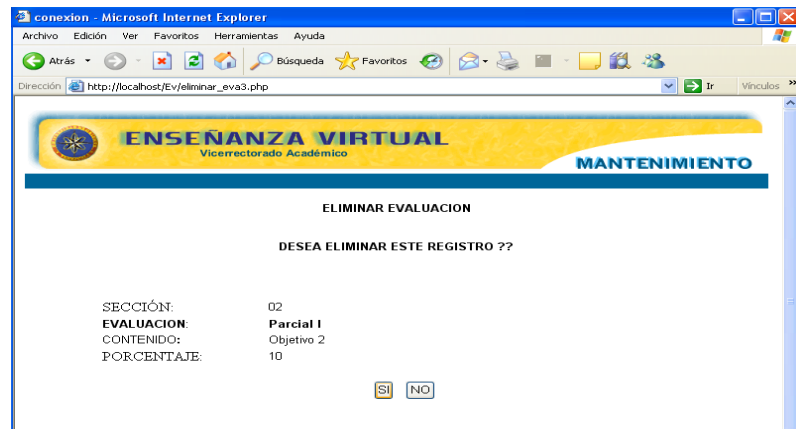 conexion - Microsoft Internet Explorer
Archivo Edición Ver Favoritos Herramientas Ayuda
Atrás Búsqueda Favoritos
Dirección http://localhost/Ev/eliminar_eva3.php Ir Vínculos »
ENSEÑANZA VIRTUAL
Vicerrectorado Académico
MANTENIMIENTO
ELIMINAR EVALUACION
DESEA ELIMINAR ESTE REGISTRO ??
SECCIÓN: 02
EVALUACION: Parcial I
CONTENIDO: Objetivo 2
PORCENTAJE: 10
SI NO